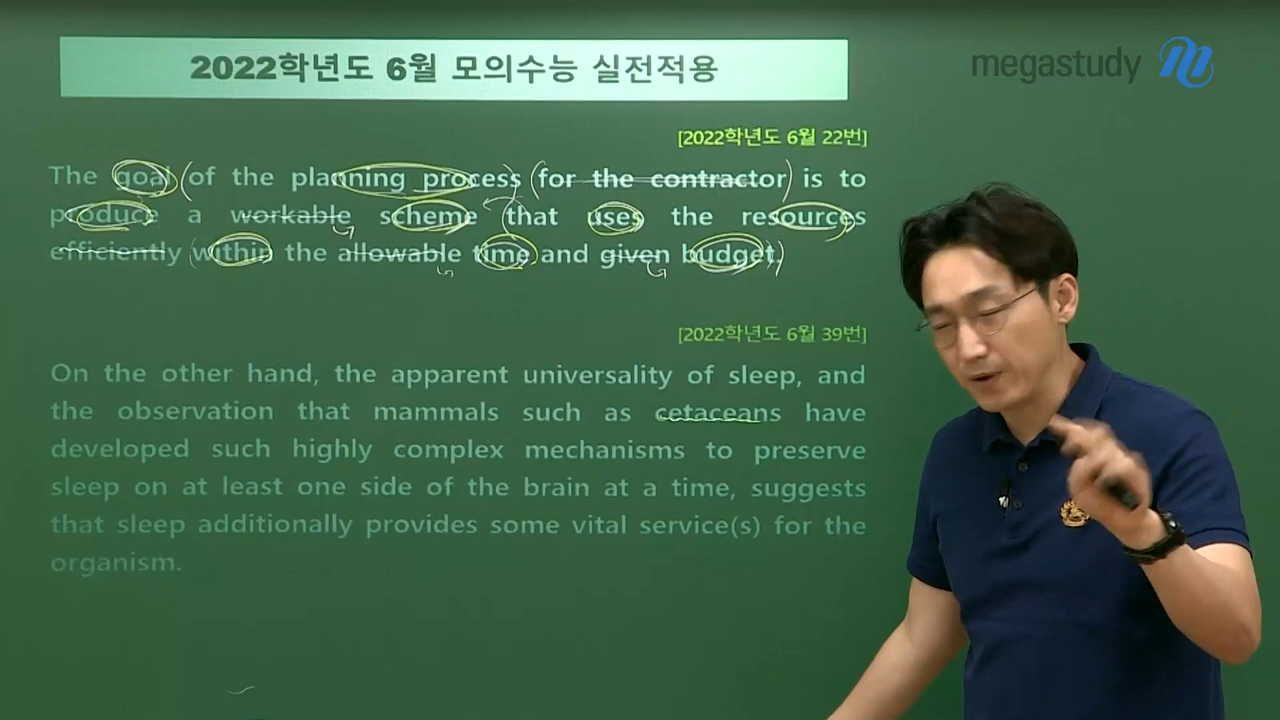 2022학년도 6월 모의수능 실전적용
megastudy
[2022학년도 6월 22번]
The goal of the planning process for the contractor is to
produce a workable scheme that uses the resources
efficiently within the allowable time and given budget.
[2022학년도 6월 39번]
On the other hand, the apparent universality of sleep, and
the observation that mammals such as cetaceans have
developed such highly complex mechanisms to preserve
sleep on at least one side of the brain at a time, suggests
that sleep additionally provides some vital service(s) for the
organism.